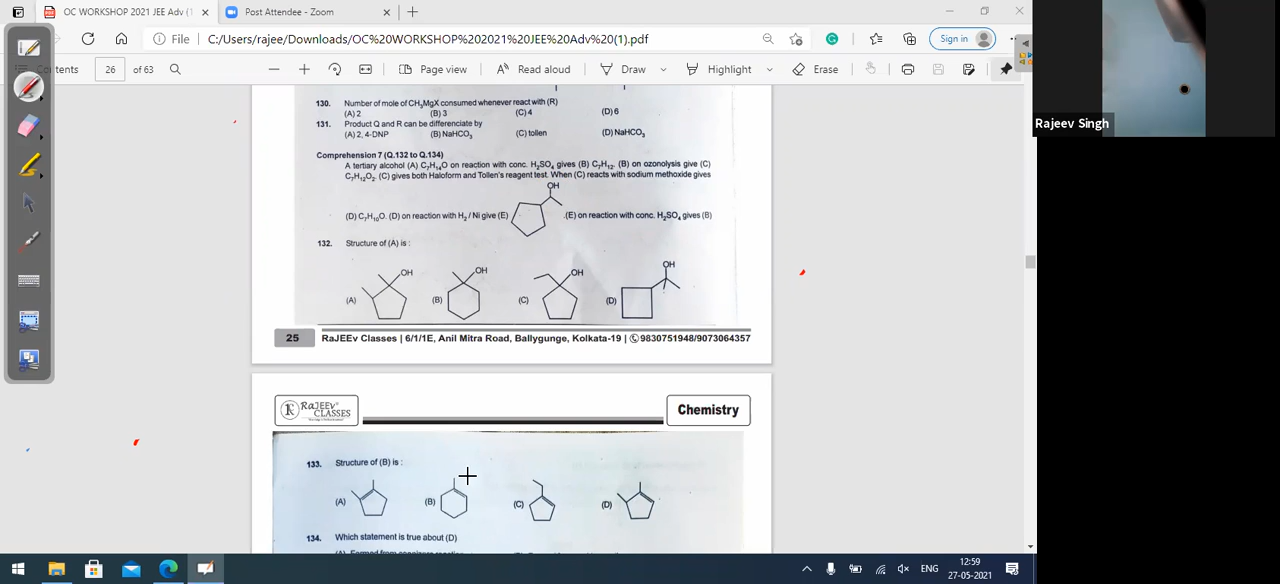 OC WORKSHOP 2021 JEE Adv (1
Post Attendee - Zoom
File
C:/Users/rajee/Downloads/OC%20WORKSHOP%202021%20JEE%20Adv%20(1).pdf
Sign in
ntents
26
of 63
Page view
Read aloud
Draw
Highlight
Erase
Rajeev Singh
130. Number of mole of CH3MgX consumed whenever react with (R)
(A) 2 (B) 3 (C) 4 (D) 6
131. Product Q and R can be differenciate by
(A) 2, 4-DNP (B) NaHCO3 (C) tollen (D) NaHCO3
Comprehension 7 (Q.132 to Q.134)
A tertiary alcohol (A) C7H14O on reaction with conc. H2SO4 gives (B) C7H12. (B) on ozonolysis give (C)
C7H12O2. (C) gives both Haloform and Tollen's reagent test. When (C) reacts with sodium methoxide gives
OH
(D) C7H10O. (D) on reaction with H2 / Ni give (E) .(E) on reaction with conc. H2SO4 gives (B)
132. Structure of (A) is :
(A) OH (B) OH (C) OH (D) OH
25 RaJEEv Classes | 6/1/1E, Anil Mitra Road, Ballygunge, Kolkata-19 | 9830751948/9073064357
RaJEEv CLASSES
Chemistry
133. Structure of (B) is :
(A) (B) (C) (D)
134. Which statement is true about (D)
ENG
12:59
27-05-2021